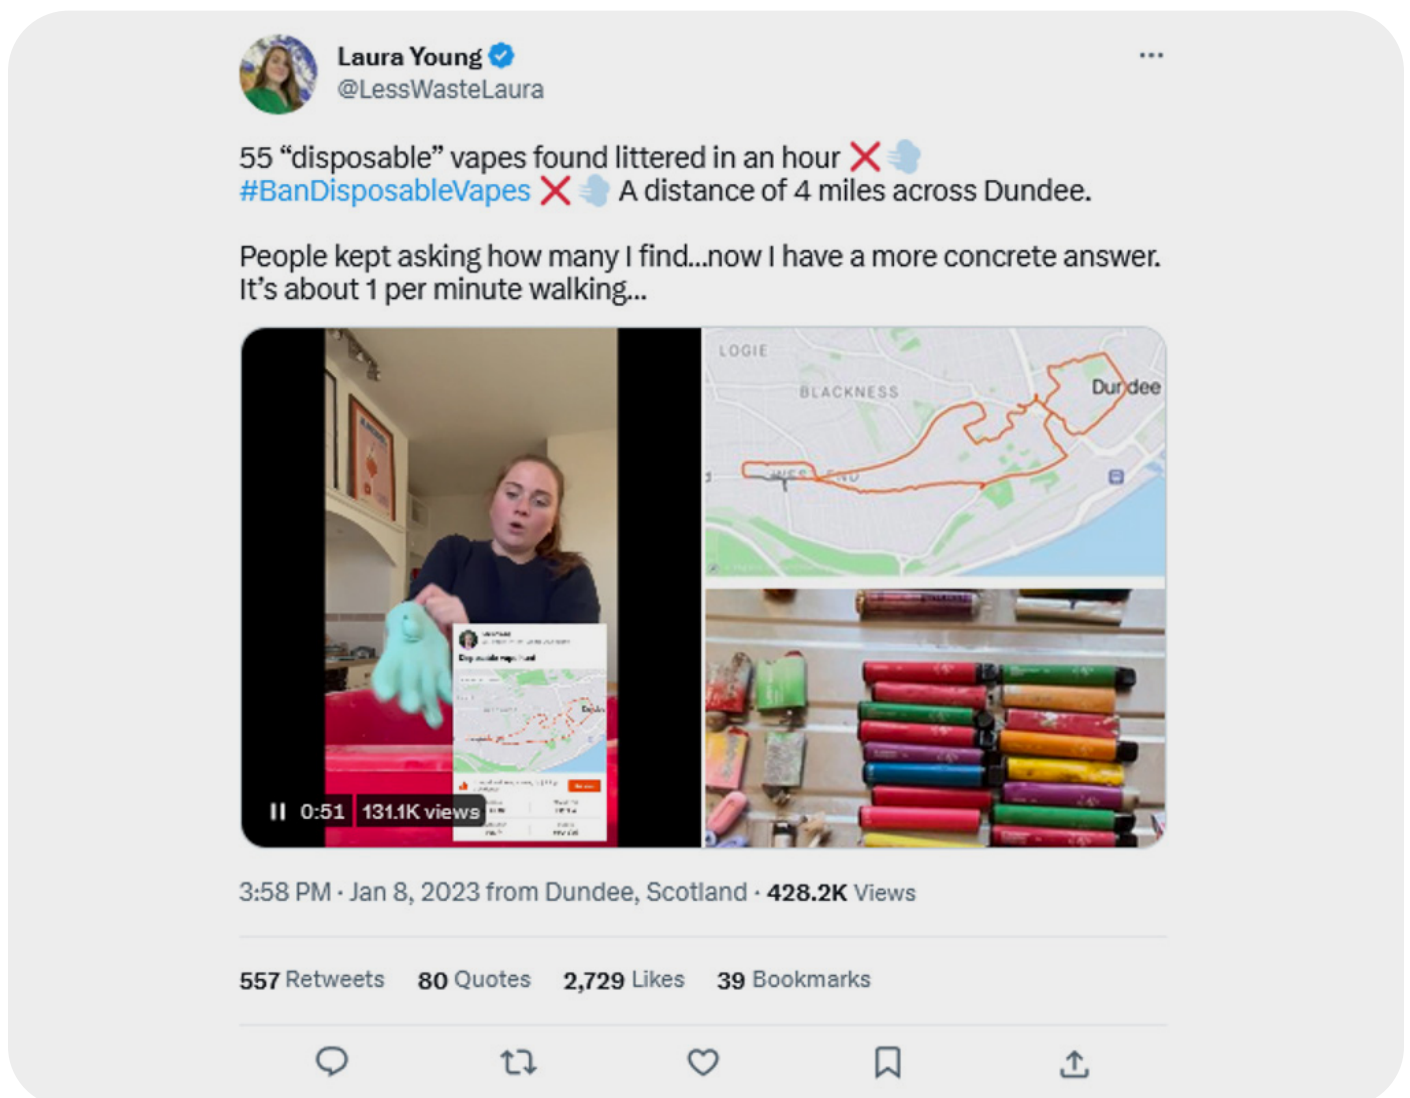 Laura Young
@LessWasteLaura
55 “disposable” vapes found littered in an hour ❌💨
#BanDisposableVapes ❌💨 A distance of 4 miles across Dundee.
People kept asking how many I find...now I have a more concrete answer.
It’s about 1 per minute walking...
LOGIE
BLACKNESS
Dundee
WEST END
0:51 131.1K views
3:58 PM · Jan 8, 2023 from Dundee, Scotland · 428.2K Views
557 Retweets 80 Quotes 2,729 Likes 39 Bookmarks